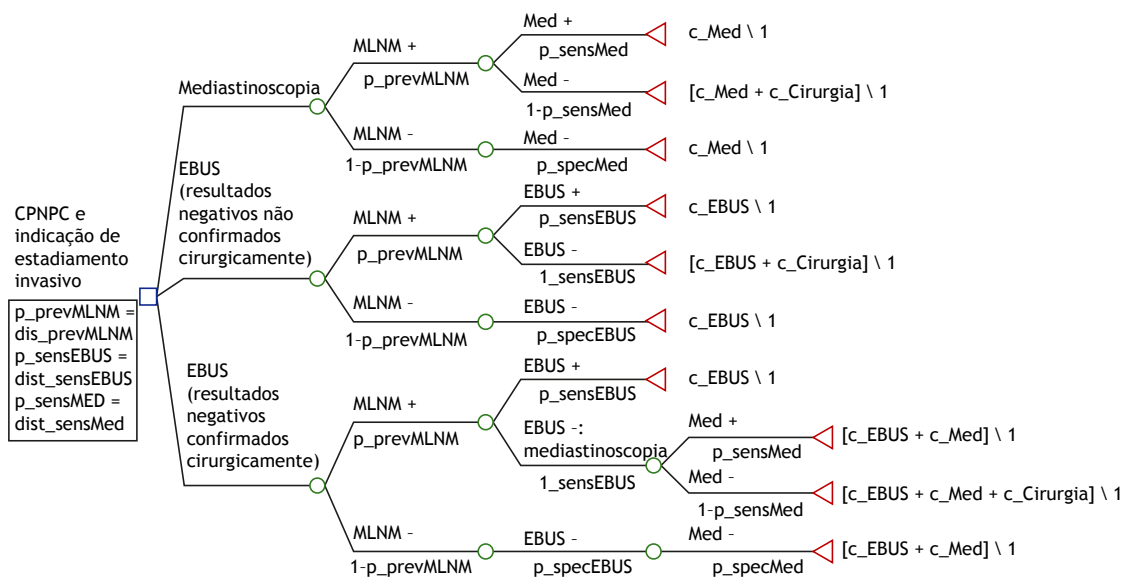 CPNPC e
indicação de
estadiamento
invasivo
p_prevMLNM =
dis_prevMLNM
p_sensEBUS =
dist_sensEBUS
p_sensMED =
dist_sensMed
Mediastinoscopia
MLNM +
p_prevMLNM
Med +
p_sensMed
c_Med \ 1
Med -
1-p_sensMed
[c_Med + c_Cirurgia] \ 1
MLNM -
1-p_prevMLNM
Med -
p_specMed
c_Med \ 1
EBUS
(resultados
negativos não
confirmados
cirurgicamente)
MLNM +
p_prevMLNM
EBUS +
p_sensEBUS
c_EBUS \ 1
EBUS -
1_sensEBUS
[c_EBUS + c_Cirurgia] \ 1
MLNM -
1-p_prevMLNM
EBUS -
p_specEBUS
c_EBUS \ 1
EBUS
(resultados
negativos
confirmados
cirurgicamente)
MLNM +
p_prevMLNM
EBUS +
p_sensEBUS
c_EBUS \ 1
EBUS -:
mediastinoscopia
1_sensEBUS
Med +
p_sensMed
[c_EBUS + c_Med] \ 1
Med -
1-p_sensMed
[c_EBUS + c_Med + c_Cirurgia] \ 1
MLNM -
1-p_prevMLNM
EBUS -
p_specEBUS
Med -
p_specMed
[c_EBUS + c_Med] \ 1